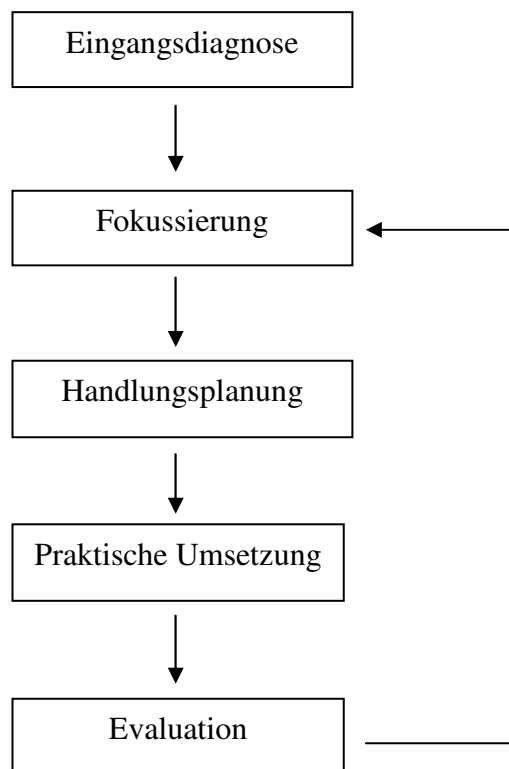 Eingangsdiagnose
Fokussierung
Handlungsplanung
Praktische Umsetzung
Evaluation